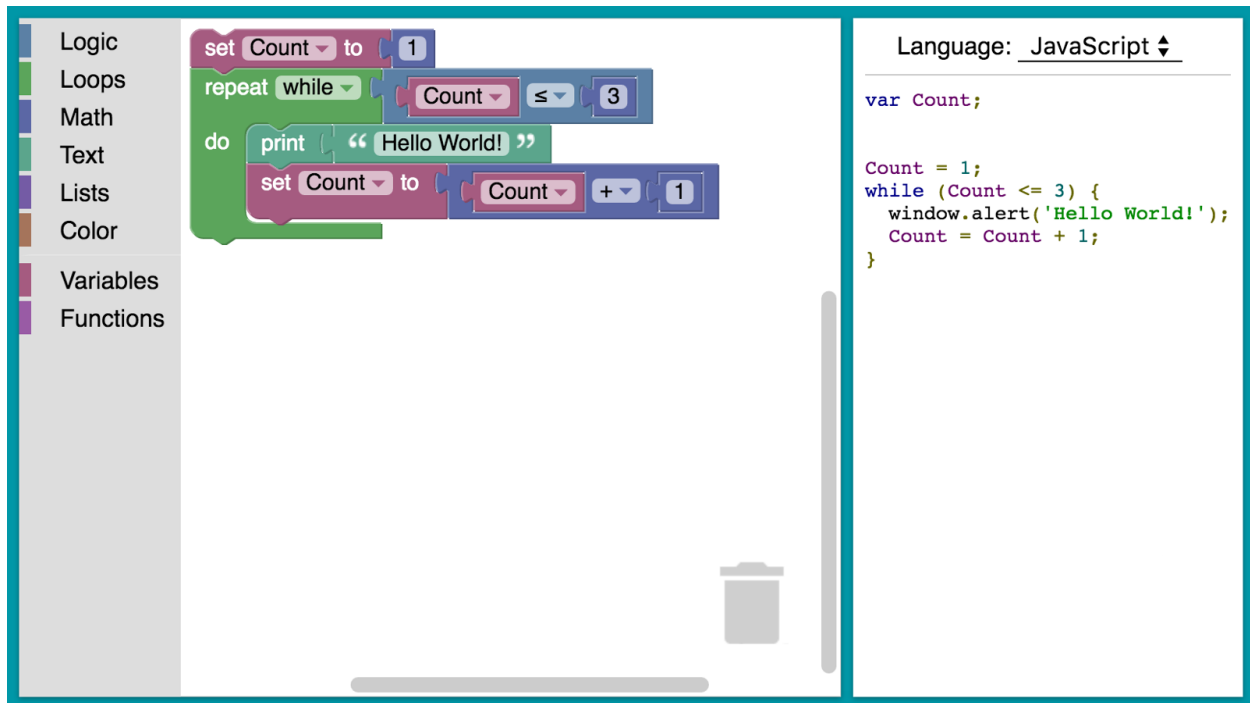 Logic
Loops
Math
Text
Lists
Color
Variables
Functions
set Count to 1
repeat while Count ≤ 3
do print “ Hello World! ”
set Count to Count + 1
Language: JavaScript
var Count;
Count = 1;
while (Count <= 3) {
window.alert('Hello World!');
Count = Count + 1;
}